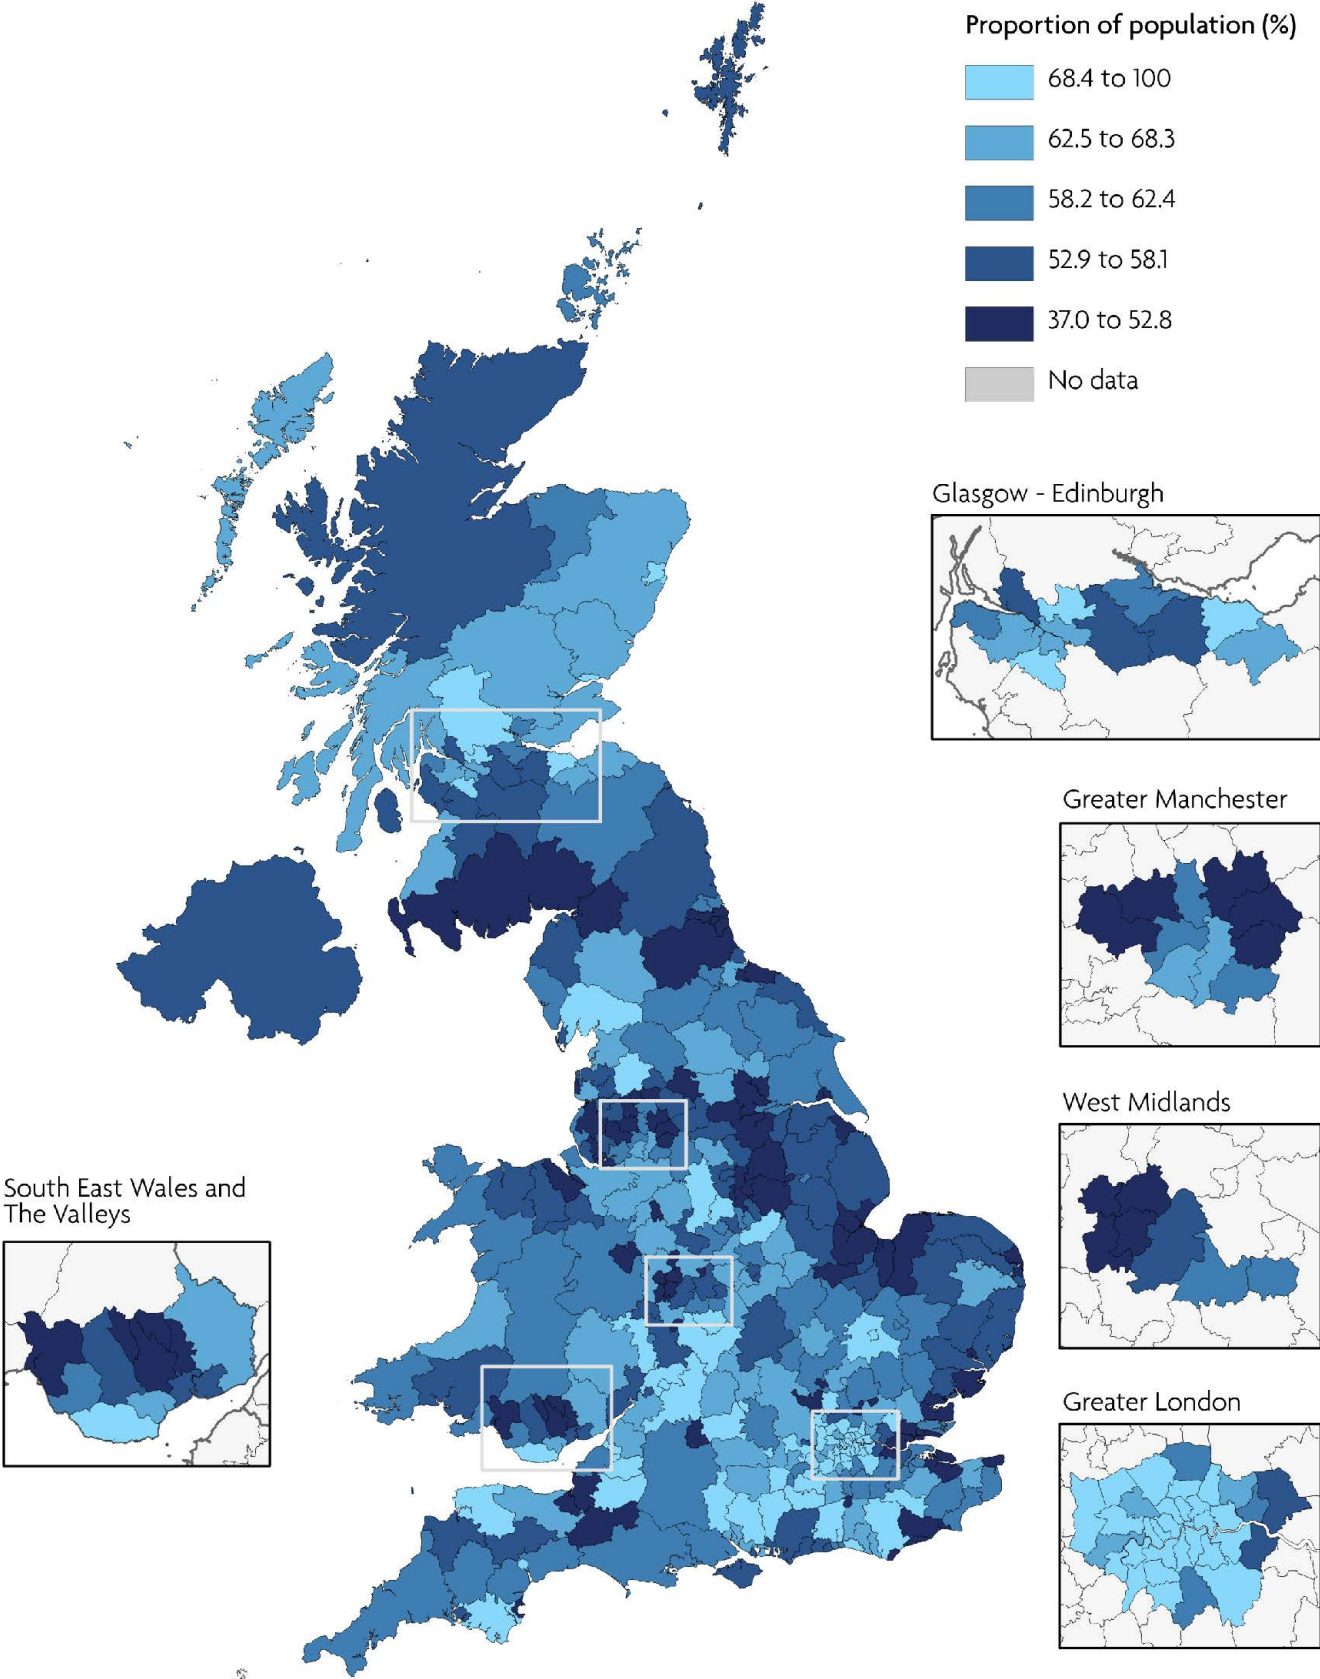 Proportion of population (%)
68.4 to 100
62.5 to 68.3
58.2 to 62.4
52.9 to 58.1
37.0 to 52.8
No data
Glasgow - Edinburgh
Greater Manchester
West Midlands
South East Wales and
The Valleys
Greater London